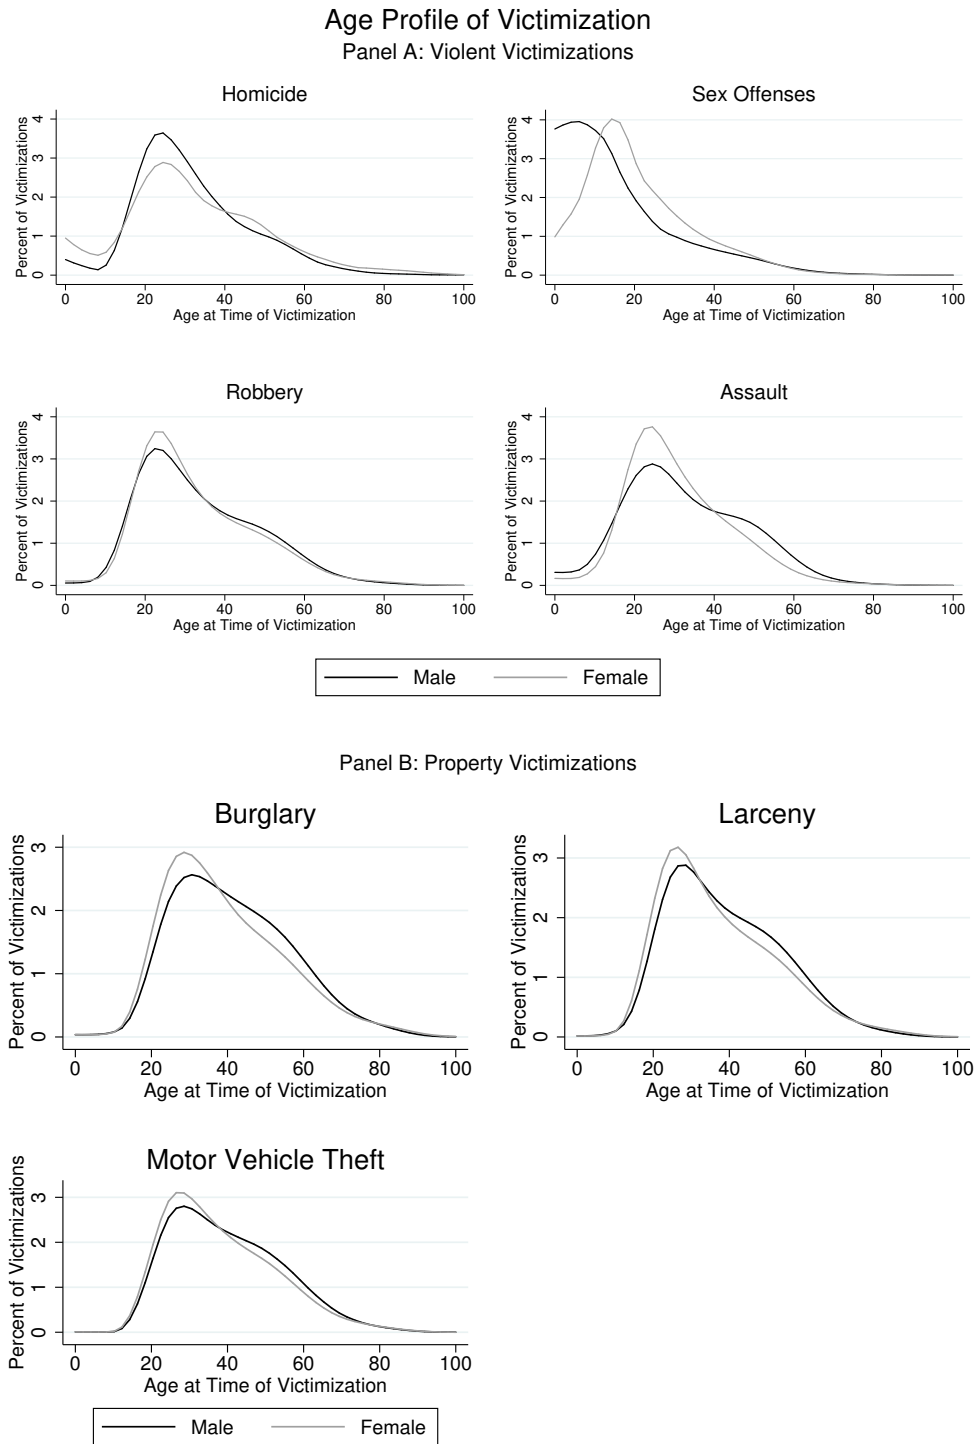 Age Profile of Victimization
Panel A: Violent Victimizations
Homicide
Percent of Victimizations
4
3
2
1
0
0 20 40 60 80 100
Age at Time of Victimization
Sex Offenses
Percent of Victimizations
4
3
2
1
0
0 20 40 60 80 100
Age at Time of Victimization
Robbery
Percent of Victimizations
4
3
2
1
0
0 20 40 60 80 100
Age at Time of Victimization
Assault
Percent of Victimizations
4
3
2
1
0
0 20 40 60 80 100
Age at Time of Victimization
Male Female
Panel B: Property Victimizations
Burglary
Percent of Victimizations
3
2
1
0
0 20 40 60 80 100
Age at Time of Victimization
Larceny
Percent of Victimizations
3
2
1
0
0 20 40 60 80 100
Age at Time of Victimization
Motor Vehicle Theft
Percent of Victimizations
3
2
1
0
0 20 40 60 80 100
Age at Time of Victimization
Male Female